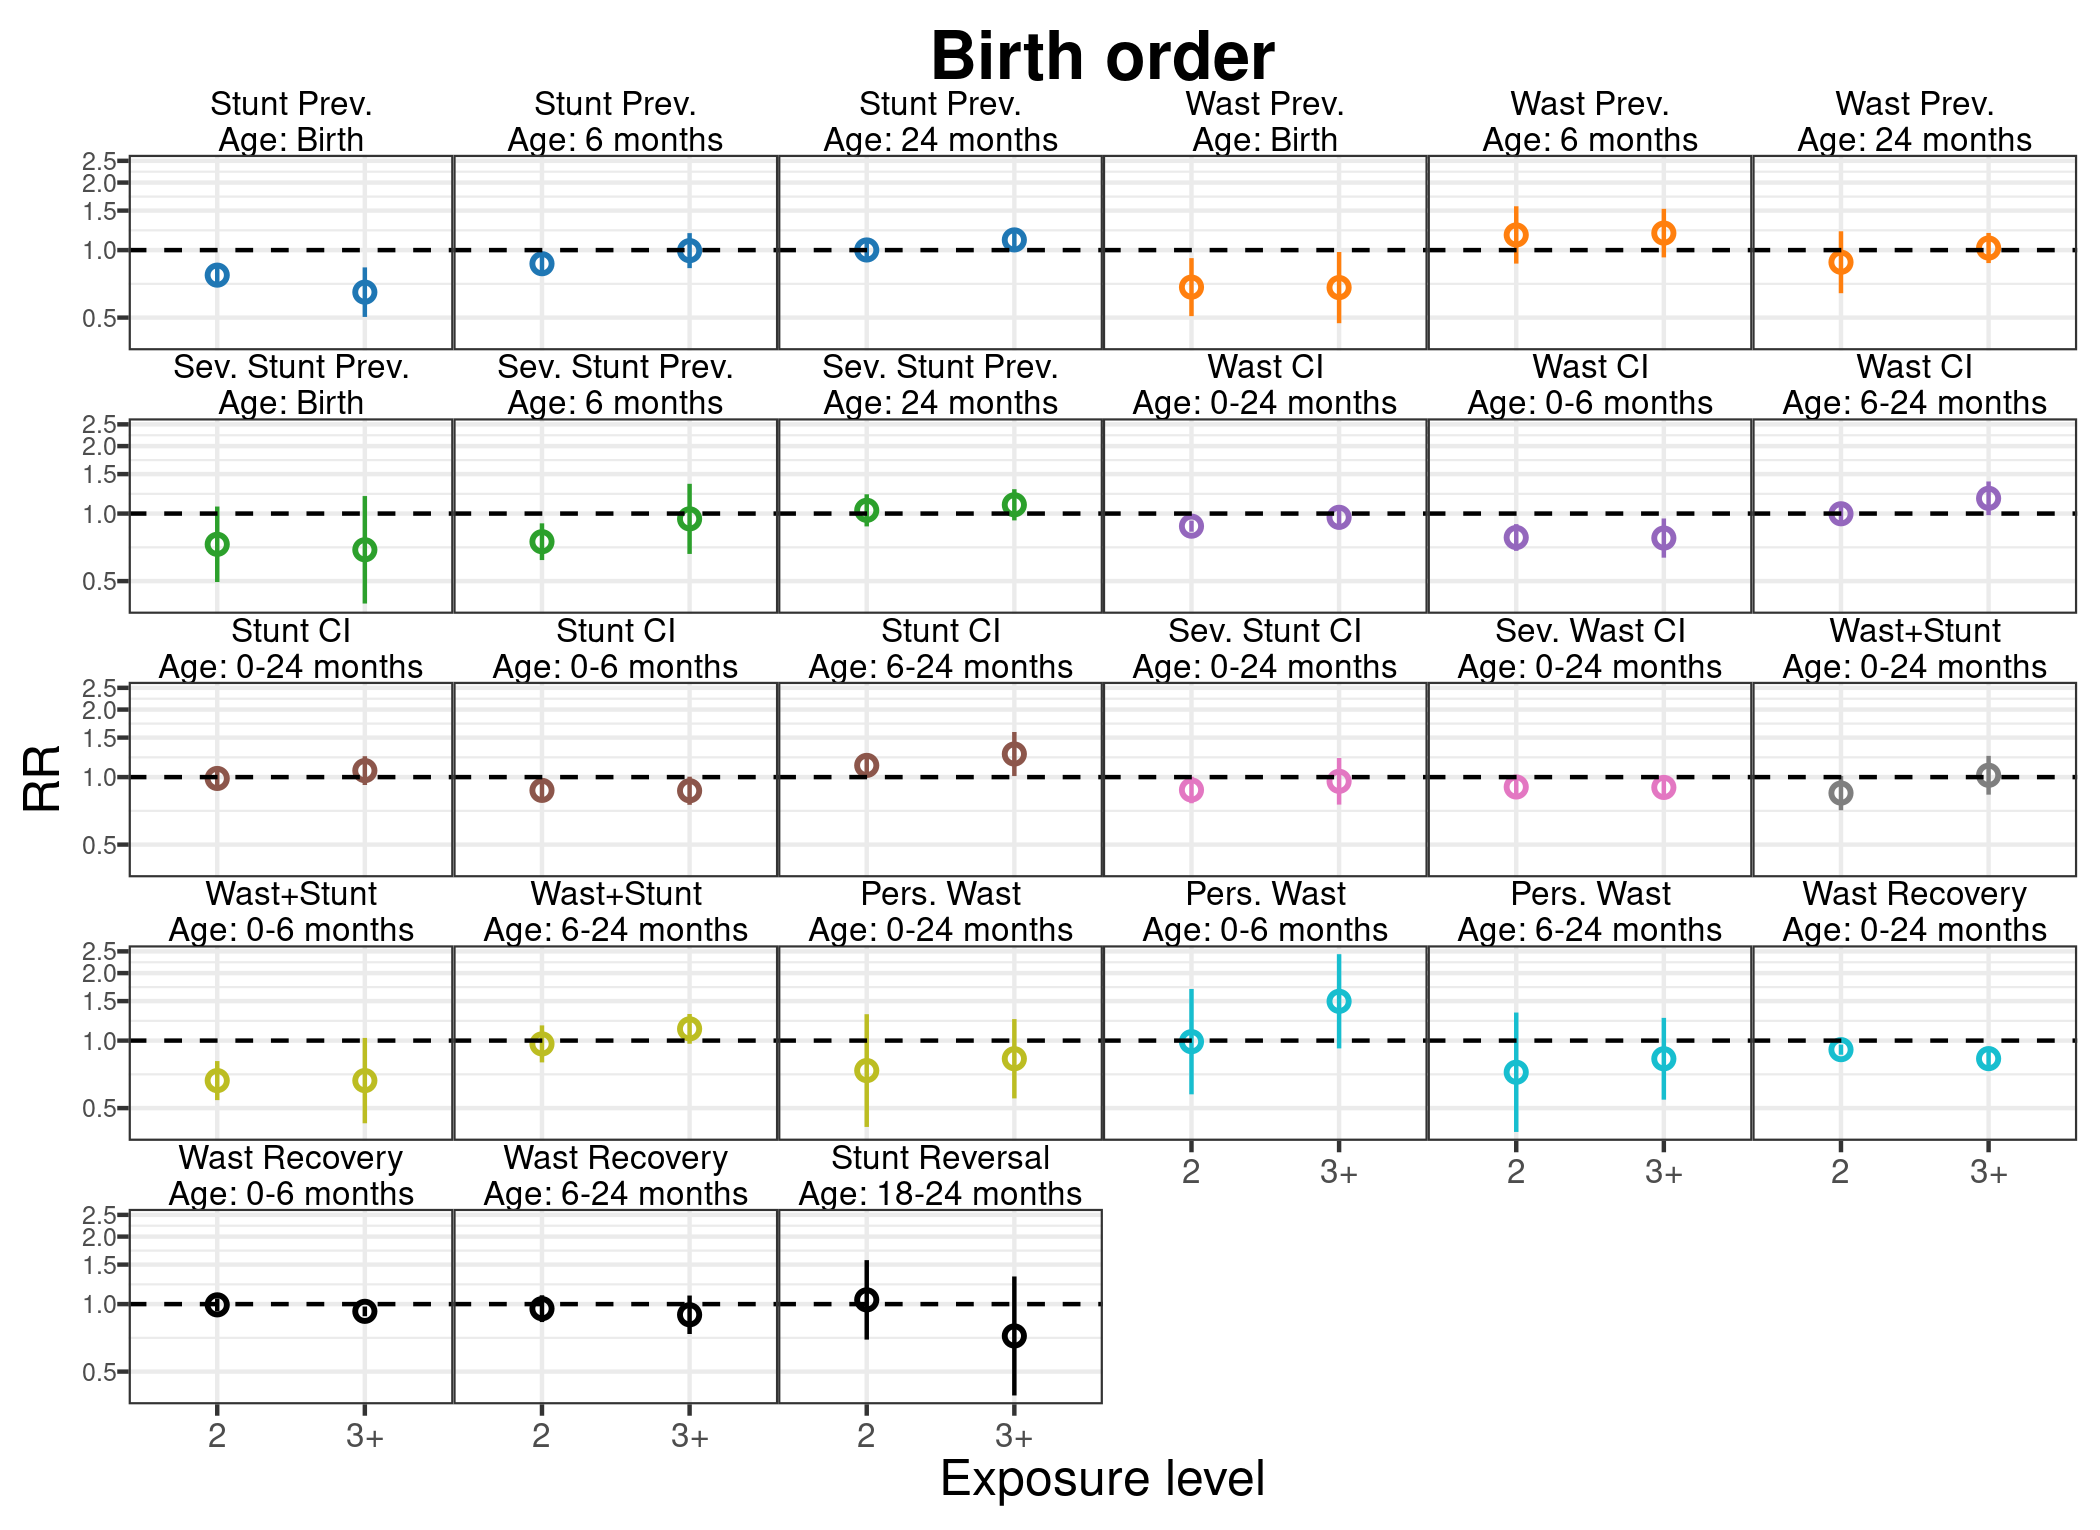 Birth order
Stunt Prev. Stunt Prev. Stunt Prev. Wast Prev. Wast Prev. Wast Prev.
Age: Birth Age: 6 months Age: 24 months Age: Birth Age: 6 months Age: 24 months
2.5
2.0
1.5
1.0
0.5
Sev. Stunt Prev. Sev. Stunt Prev. Sev. Stunt Prev. Wast CI Wast CI Wast CI
Age: Birth Age: 6 months Age: 24 months Age: 0-24 months Age: 0-6 months Age: 6-24 months
2.5
2.0
1.5
1.0
0.5
Stunt CI Stunt CI Stunt CI Sev. Stunt CI Sev. Wast CI Wast+Stunt
Age: 0-24 months Age: 0-6 months Age: 6-24 months Age: 0-24 months Age: 0-24 months Age: 0-24 months
2.5
2.0
1.5
1.0
0.5
RR
Wast+Stunt Wast+Stunt Pers. Wast Pers. Wast Pers. Wast Wast Recovery
Age: 0-6 months Age: 6-24 months Age: 0-24 months Age: 0-6 months Age: 6-24 months Age: 0-24 months
2.5
2.0
1.5
1.0
0.5
2 3+ 2 3+ 2 3+
Wast Recovery Wast Recovery Stunt Reversal
Age: 0-6 months Age: 6-24 months Age: 18-24 months
2.5
2.0
1.5
1.0
0.5
2 3+ 2 3+ 2 3+
Exposure level